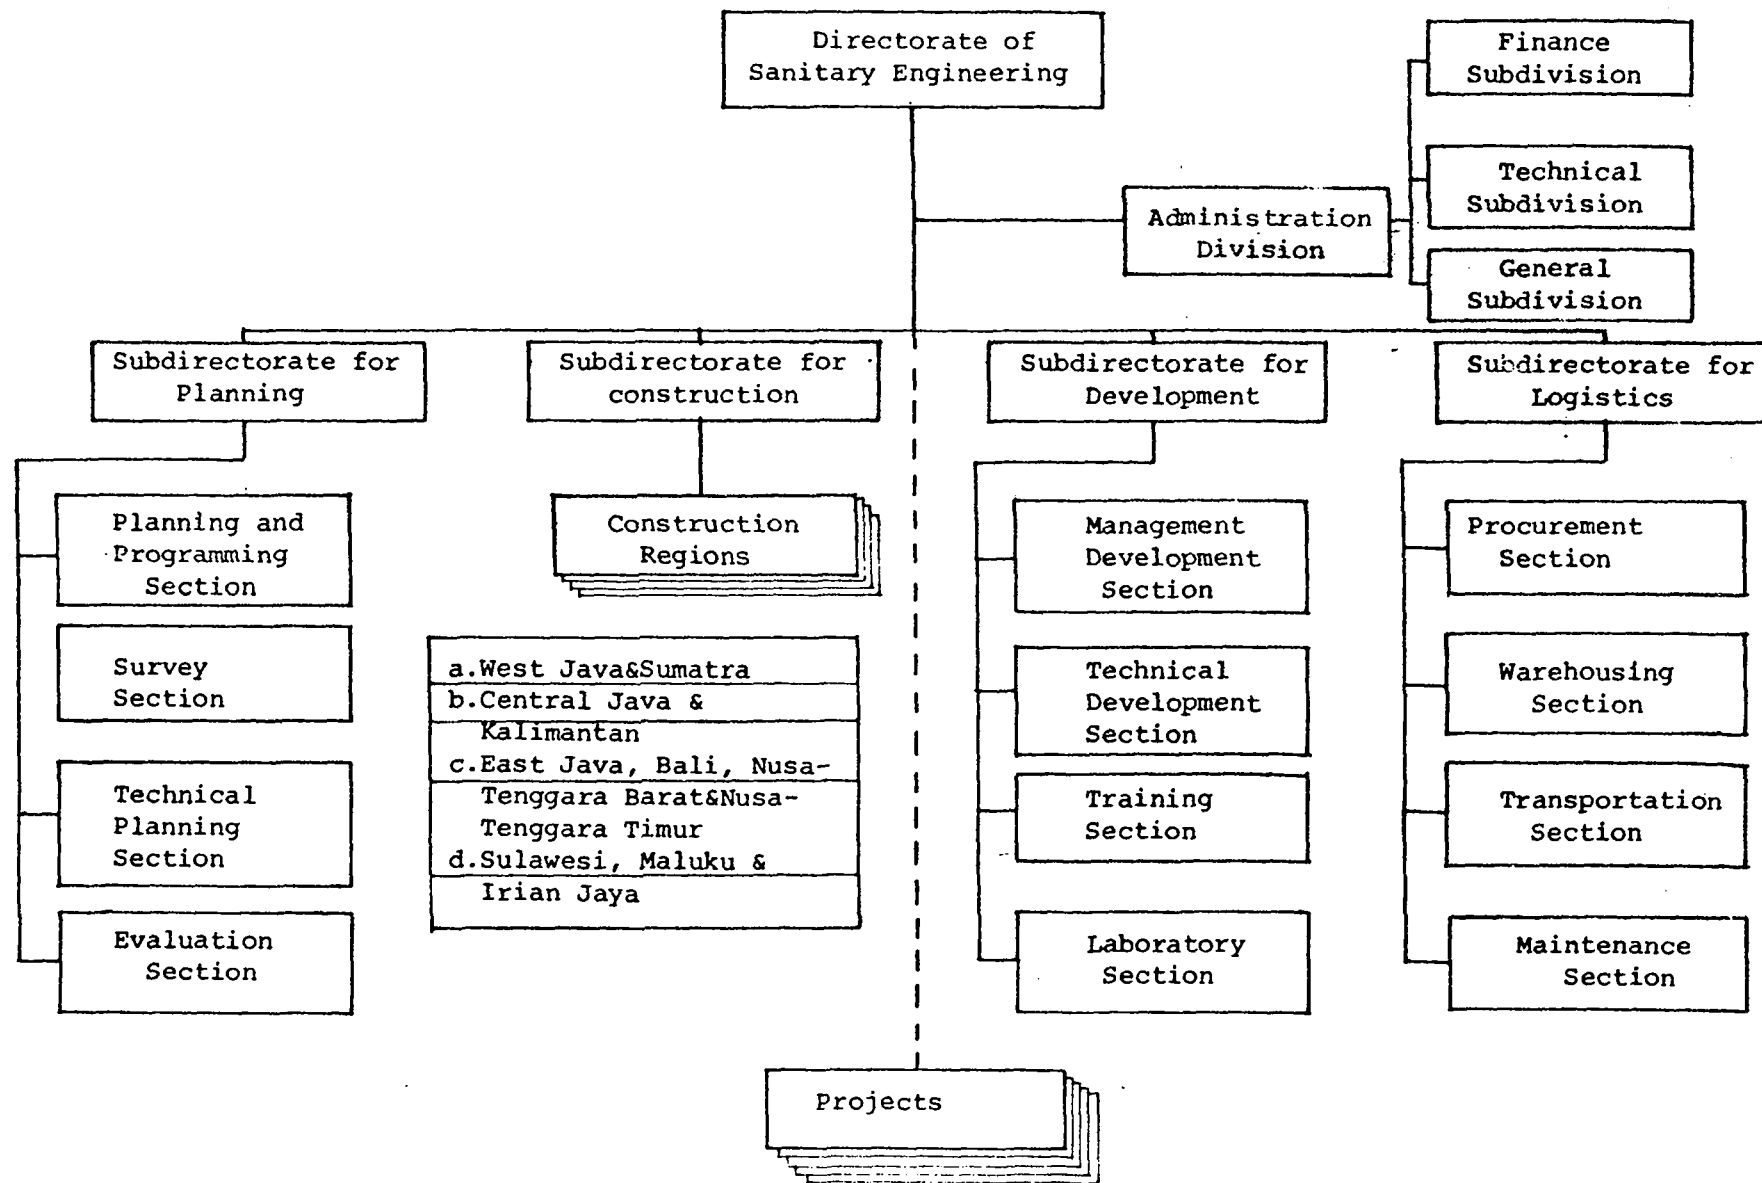 Directorate of
Sanitary Engineering
Finance
Subdivision
Technical
Subdivision
Administration
Division
General
Subdivision
Subdirectorate for
Planning
Subdirectorate for
construction
Subdirectorate for
Development
Subdirectorate for
Logistics
Planning and
Programming
Section
Survey
Section
Technical
Planning
Section
Evaluation
Section
Construction
Regions
a.West Java&Sumatra
b.Central Java &
Kalimantan
c.East Java, Bali, Nusa-
Tenggara Barat&Nusa-
Tenggara Timur
d.Sulawesi, Maluku &
Irian Jaya
Management
Development
Section
Technical
Development
Section
Training
Section
Laboratory
Section
Procurement
Section
Warehousing
Section
Transportation
Section
Maintenance
Section
Projects